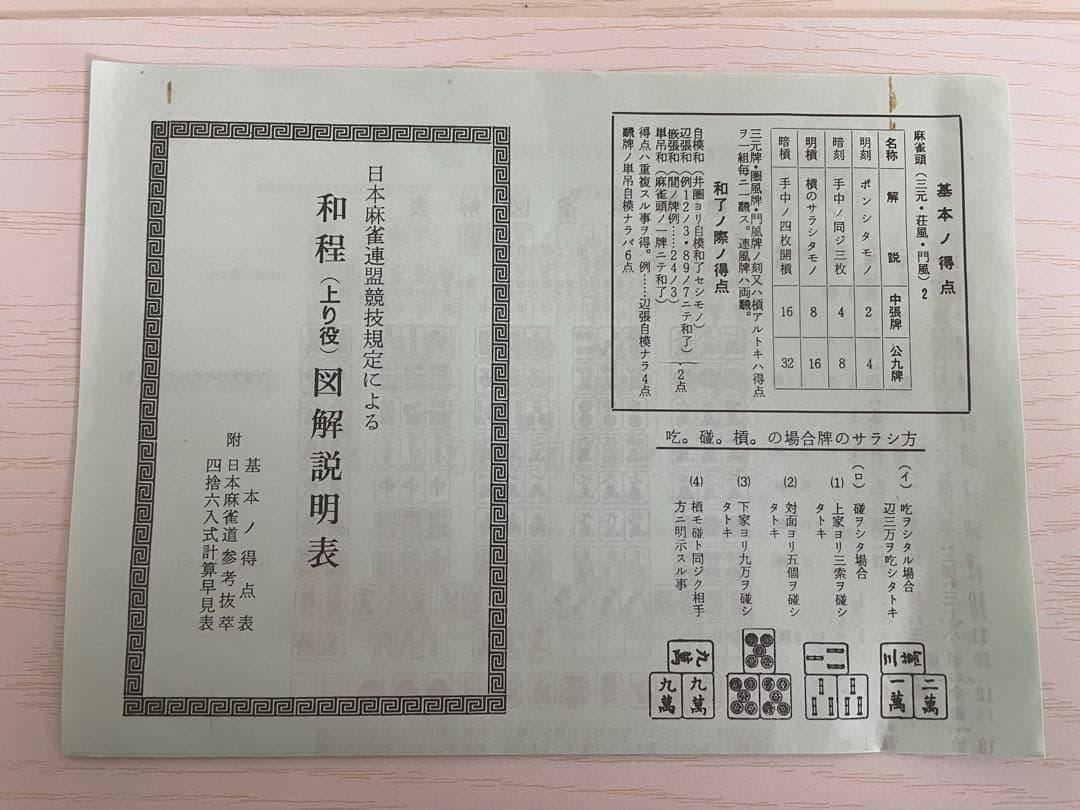 基本ノ得点
麻雀頭(三元・荘風・門風)2
名称 解説 中張牌 公九牌
明刻 ポンシタモノ 2 4
暗刻 手中ノ同ジ三枚 4 8
明槓 槓のサラシタモノ 8 16
暗槓 手中ノ四枚開槓 16 32
三元牌・圏風牌・門風牌ノ刻又ハ槓アルトキハ得点
ヲ一組毎ニ一飜ス。連風牌ハ両飜。
和了ノ際ノ得点
自模和(井圏ヨリ自模和了セシモノ)
辺張和(例12ノ3・89ノ7ニテ和了)
嵌張和(間ノ牌例……24ノ3)
単吊和(麻雀頭ノ一牌ニテ和了)
2点
得点ハ重複スル事ヲ得。例……辺張自模ナラ4点
飜牌ノ単吊自模ナラバ6点
吃。碰。槓。の場合牌のサラシ方
(イ) 吃ヲシタル場合
辺三万ヲ吃シタトキ
(ロ) 碰ヲシタ場合
(1) 上家ヨリ三索ヲ碰シ
タトキ
(2) 対面ヨリ五個ヲ碰シ
タトキ
(3) 下家ヨリ九万ヲ碰シ
タトキ
(4) 槓モ碰ト同ジク相手
方ニ明示スル事
九萬
九萬 九萬
三萬
一萬 二萬
日本麻雀連盟競技規定による
和程(上り役)図解説明表
附
基本ノ得点表
日本麻雀道参考抜萃
四捨六入式計算早見表